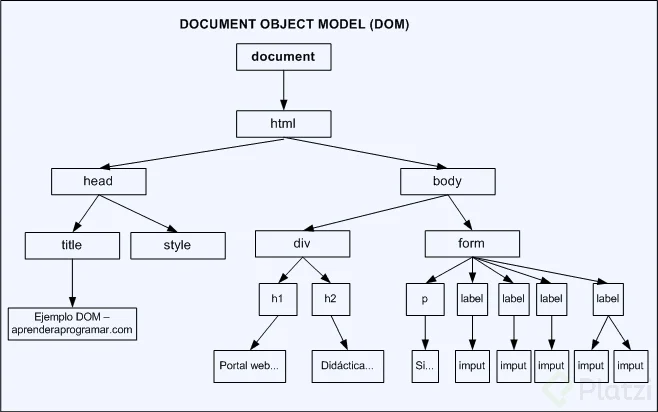 DOCUMENT OBJECT MODEL (DOM)
document
html
head
body
title
style
div
form
h1
h2
p
label
label
label
label
Ejemplo DOM –
aprenderaprogramar.com
Portal web...
Didáctica...
Si...
imput
imput
imput
imput
imput
Platzi